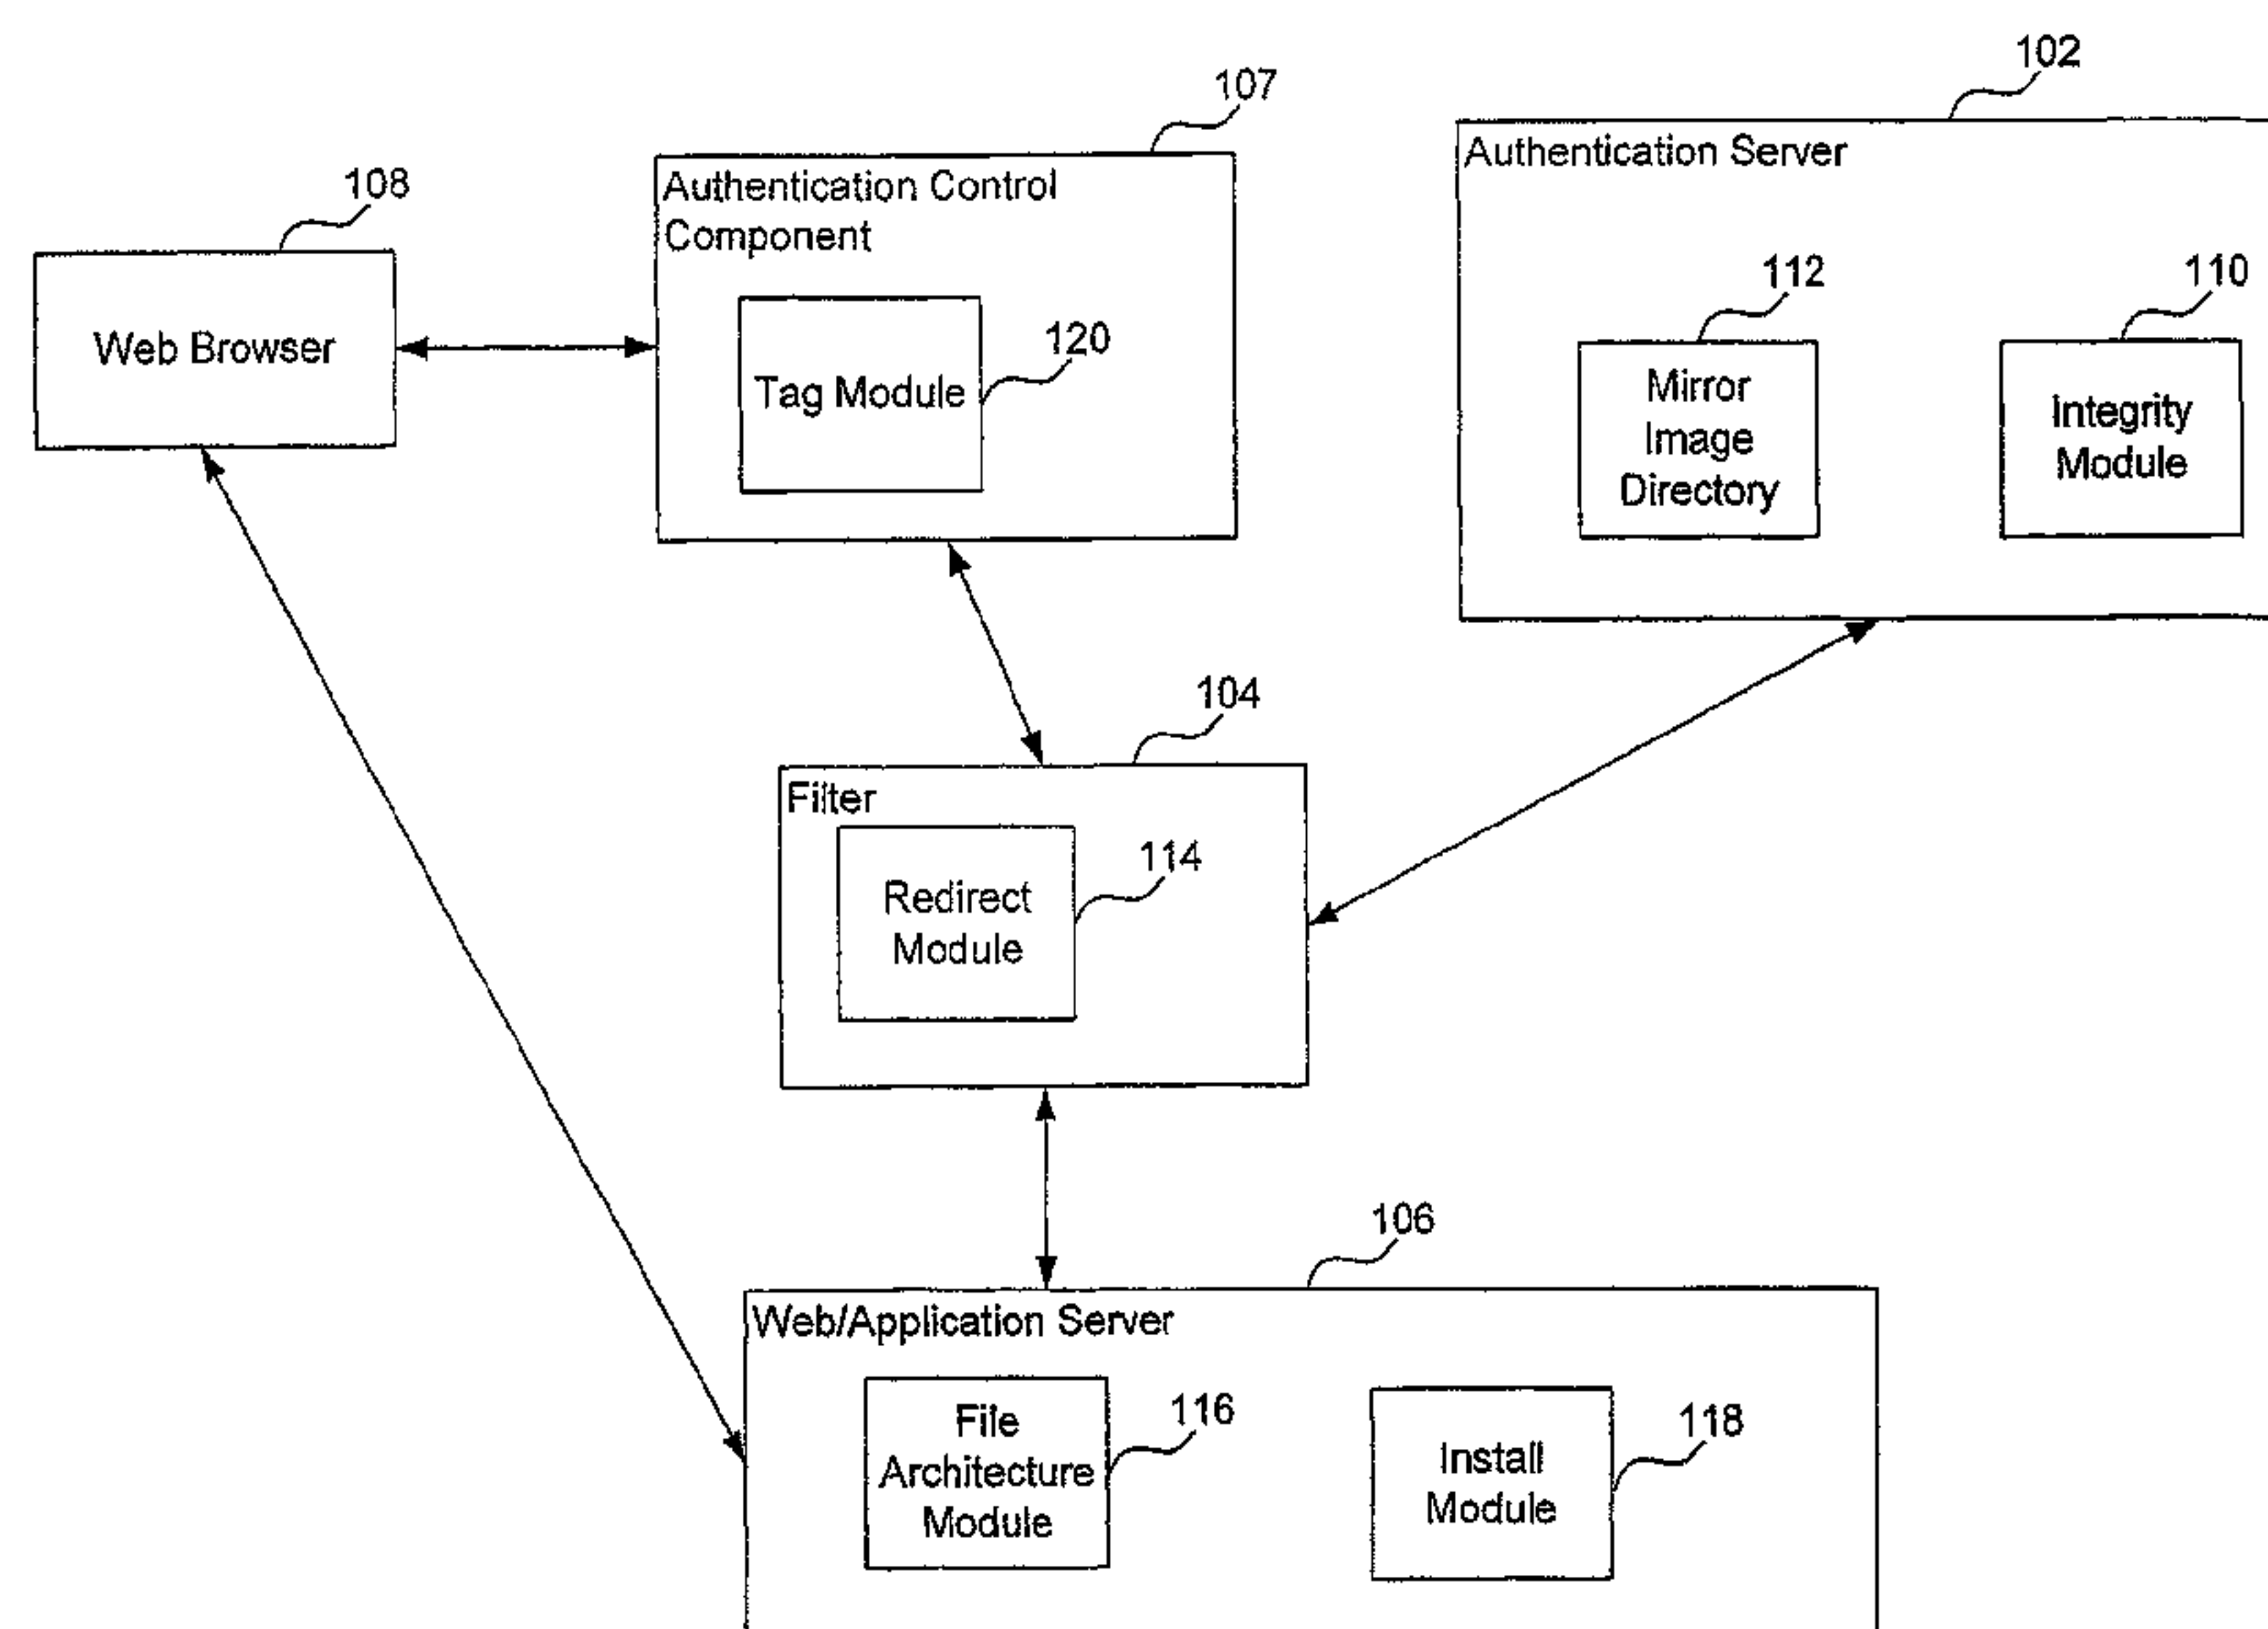 102
107
Authentication Server
108
Authentication Control
Component
112
110
Web Browser
120
Tag Module
Mirror
Image
Directory
Integrity
Module
104
Filter
114
Redirect
Module
106
Web/Application Server
File
Architecture
Module
116
Install
Module
118